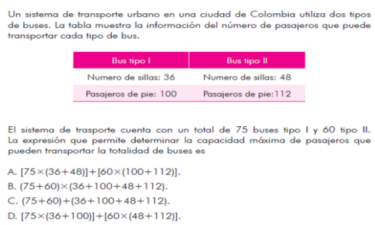 Un sistema de transporte urbano en una ciudad de Colombia utiliza dos tipos
de buses. La tabla muestra la información del número de pasajeros que puede
transportar cada tipo de bus.
Bus tipo I Bus tipo II
Numero de sillas: 36 Numero de sillas: 48
Pasajeros de pie: 100 Pasajeros de pie:112
El sistema de trasporte cuenta con un total de 75 buses tipo I y 60 tipo II.
La expresión que permite determinar la capacidad máxima de pasajeros que
pueden transportar la totalidad de buses es
A. [75×(36+48)]+[60×(100+112)].
B. (75+60)×(36+100+48+112).
C. (75+60)+(36+100+48+112).
D. [75×(36+100)]+[60×(48+112)].